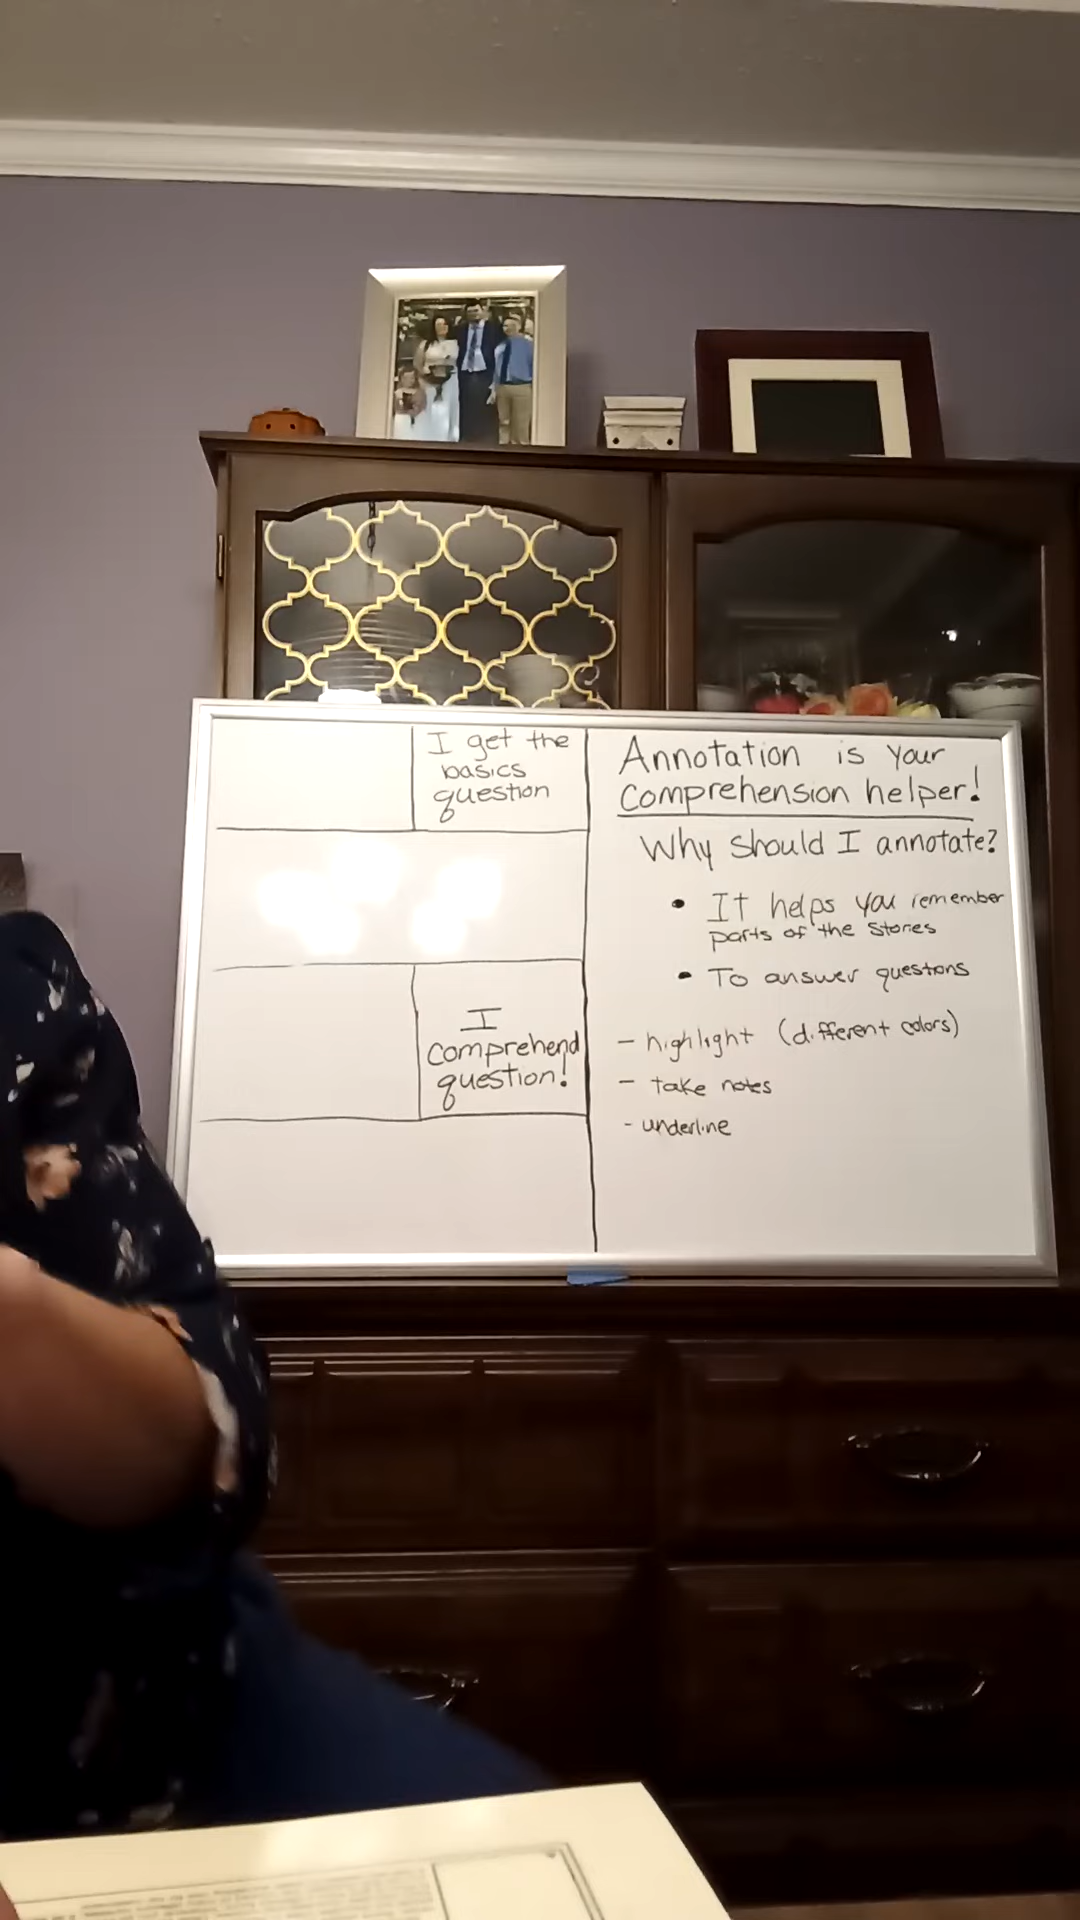 I get the
basics
question
I
comprehend
question!
Annotation is your
Comprehension helper!
Why should I annotate?
• It helps you remember
parts of the stories
• To answer questions
- highlight (different colors)
- take notes
- underline